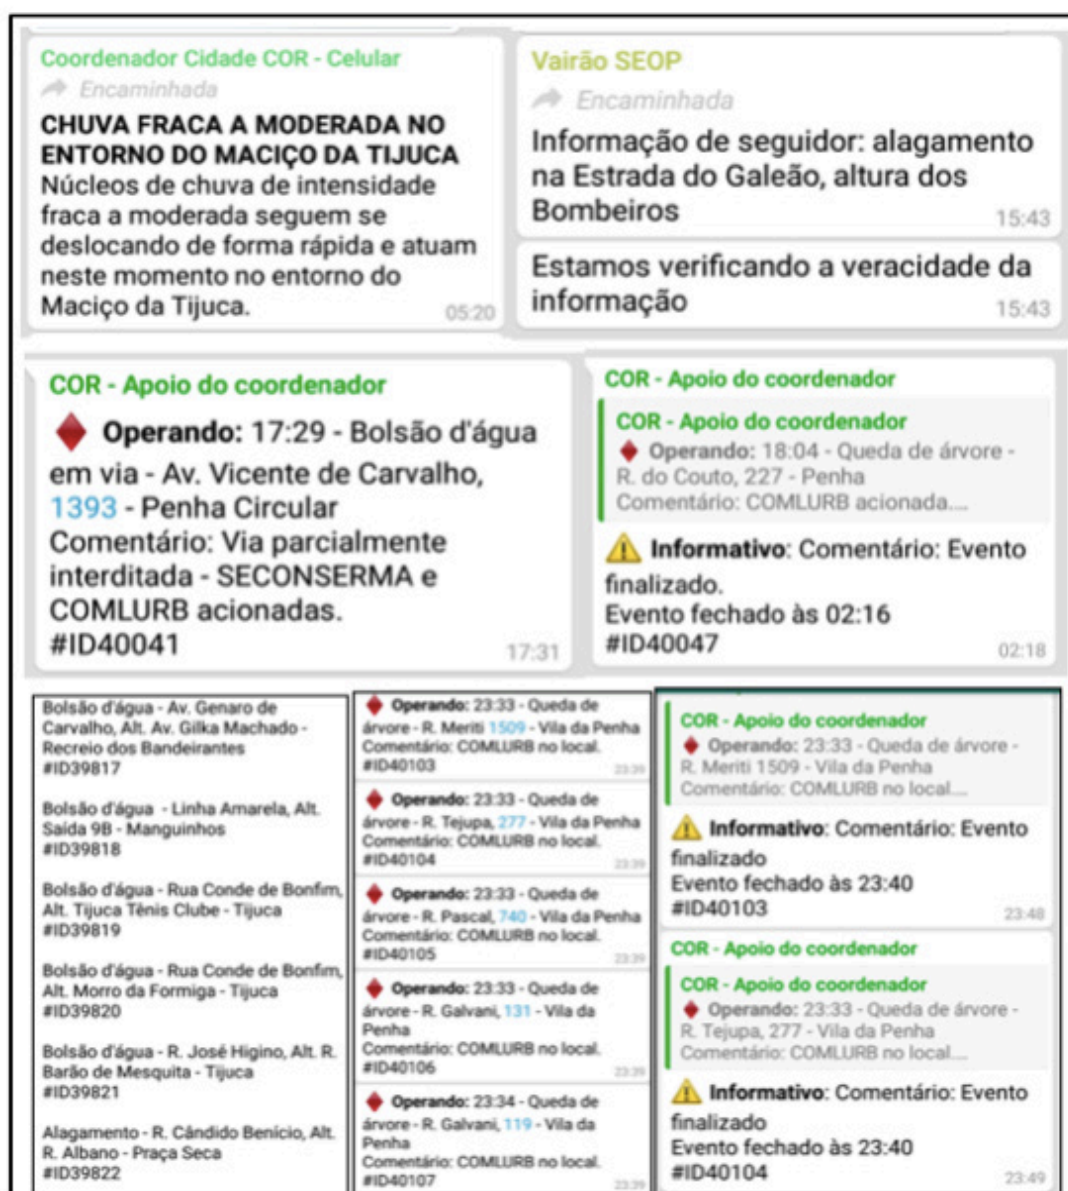 Coordenador Cidade COR - Celular
Encaminhada
CHUVA FRACA A MODERADA NO
ENTORNO DO MACIÇO DA TIJUCA
Núcleos de chuva de intensidade
fraca a moderada seguem se
deslocando de forma rápida e atuam
neste momento no entorno do
Maciço da Tijuca.
05:20
Vairão SEOP
Encaminhada
Informação de seguidor: alagamento
na Estrada do Galeão, altura dos
Bombeiros
15:43
Estamos verificando a veracidade da
informação
15:43
COR - Apoio do coordenador
Operando: 17:29 - Bolsão d'água
em via - Av. Vicente de Carvalho,
1393 - Penha Circular
Comentário: Via parcialmente
interditada - SECONSERMA e
COMLURB acionadas.
#ID40041
17:31
COR - Apoio do coordenador
COR - Apoio do coordenador
Operando: 18:04 - Queda de árvore -
R. do Couto, 227 - Penha
Comentário: COMLURB acionada....
Informativo: Comentário: Evento
finalizado.
Evento fechado às 02:16
#ID40047
02:18
Bolsão d'água - Av. Genaro de
Carvalho, Alt. Av. Gilka Machado -
Recreio dos Bandeirantes
#ID39817
Bolsão d'água - Linha Amarela, Alt.
Saída 9B - Manguinhos
#ID39818
Bolsão d'água - Rua Conde de Bonfim,
Alt. Tijuca Tênis Clube - Tijuca
#ID39819
Bolsão d'água - Rua Conde de Bonfim,
Alt. Morro da Formiga - Tijuca
#ID39820
Bolsão d'água - R. José Higino, Alt. R.
Barão de Mesquita - Tijuca
#ID39821
Alagamento - R. Cândido Benício, Alt.
R. Albano - Praça Seca
#ID39822
Operando: 23:33 - Queda de
árvore - R. Meriti 1509 - Vila da Penha
Comentário: COMLURB no local.
#ID40103
23:39
Operando: 23:33 - Queda de
árvore - R. Tejupa, 277 - Vila da Penha
Comentário: COMLURB no local.
#ID40104
23:39
Operando: 23:33 - Queda de
árvore - R. Pascal, 740 - Vila da Penha
Comentário: COMLURB no local.
#ID40105
23:39
Operando: 23:33 - Queda de
árvore - R. Galvani, 131 - Vila da
Penha
Comentário: COMLURB no local.
#ID40106
23:39
Operando: 23:34 - Queda de
árvore - R. Galvani, 119 - Vila da
Penha
Comentário: COMLURB no local.
#ID40107
23:39
COR - Apoio do coordenador
Operando: 23:33 - Queda de árvore -
R. Meriti 1509 - Vila da Penha
Comentário: COMLURB no local....
Informativo: Comentário: Evento
finalizado
Evento fechado às 23:40
#ID40103
23:48
COR - Apoio do coordenador
COR - Apoio do coordenador
Operando: 23:33 - Queda de árvore -
R. Tejupa, 277 - Vila da Penha
Comentário: COMLURB no local....
Informativo: Comentário: Evento
finalizado
Evento fechado às 23:40
#ID40104
23:49